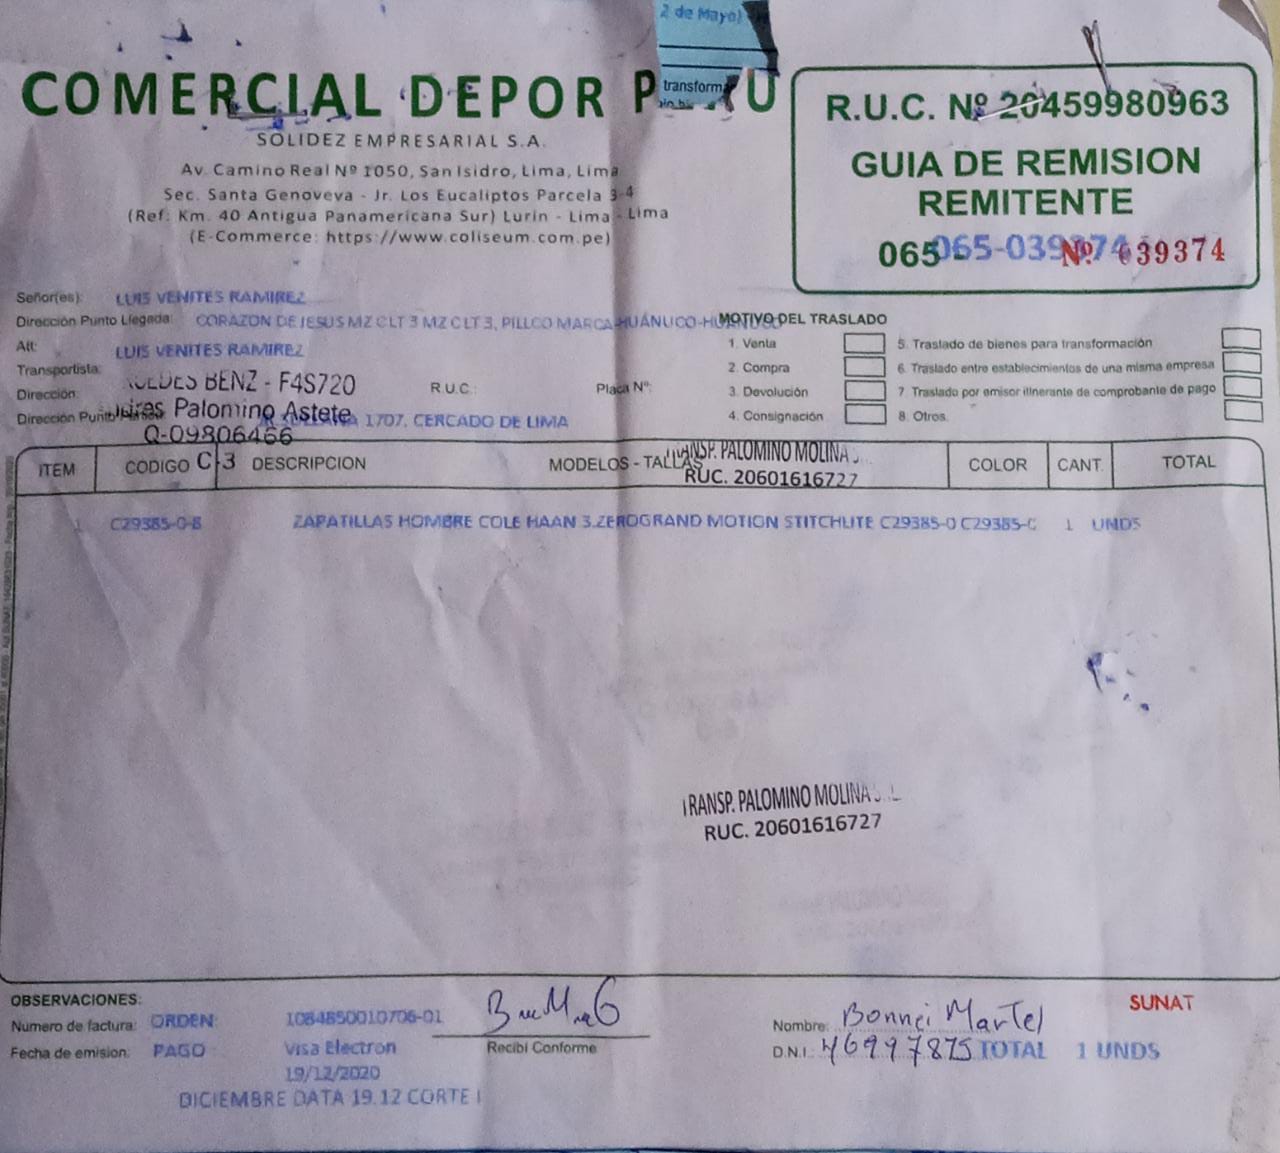 2 de Mayo)
transforma
COMERCIAL DEPOR P U
SOLIDEZ EMPRESARIAL S.A.
Av. Camino Real Nº 1050, San Isidro, Lima, Lima
Sec. Santa Genoveva - Jr. Los Eucaliptos Parcela 3-4
(Ref: Km. 40 Antigua Panamericana Sur) Lurin - Lima - Lima
(E-Commerce: https://www.coliseum.com.pe)
R.U.C. Nº 20459980963
GUIA DE REMISION
REMITENTE
065 065-039374 Nº 039374
Señor(es): LUIS VENITES RAMIREZ
Dirección Punto Llegada: CORAZON DE JESUS MZ C LT 3 MZ C LT 3, PILLCO MARCA-HUÁNUCO-
Att: LUIS VENITES RAMIREZ
Transportista:
BENZ - F4S720
Dirección: R.U.C.: Placa Nº:
Dirección Palomino Astete 1707, CERCADO DE LIMA
Q-09806466
C-3
MOTIVO DEL TRASLADO
1. Venta
2. Compra
3. Devolución
4. Consignación
5. Traslado de bienes para transformación
6. Traslado entre establecimientos de una misma empresa
7. Traslado por emisor itinerante de comprobante de pago
8. Otros.
TRANSP. PALOMINO MOLINA
RUC. 20601616727
ITEM CODIGO DESCRIPCION MODELOS - TALLAS COLOR CANT. TOTAL
1 C29385-0-8 ZAPATILLAS HOMBRE COLE HAAN 3.ZEROGRAND MOTION STITCHLITE C29385-0 C29385-0 1 UNDS
TRANSP. PALOMINO MOLINA
RUC. 20601616727
OBSERVACIONES:
Numero de factura: ORDEN 1084850010706-01
Fecha de emision: PAGO Visa Electron
19/12/2020
DICIEMBRE DATA 19.12 CORTE I
Recibí Conforme
SUNAT
Nombre: Bonnei Martel
D.N.I.: 46997875 TOTAL 1 UNDS